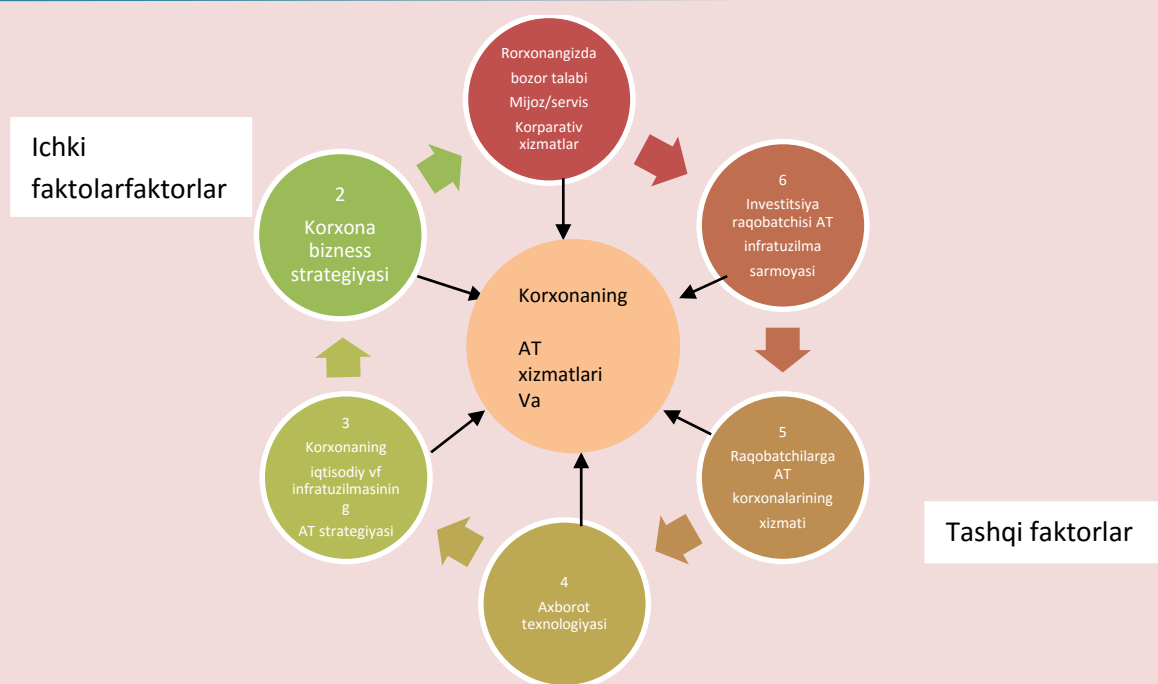 Rorxonangizda
bozor talabi
Mijoz/servis
Korparativ
xizmatlar
Ichki
faktolarfaktorlar
2
Korxona
bizness
strategiyasi
6
Investitsiya
raqobatchisi AT
infratuzilma
sarmoyasi
Korxonaning
AT
xizmatlari
Va
3
Korxonaning
iqtisodiy vf
infratuzilmasinin
g
AT strategiyasi
5
Raqobatchilarga
AT
korxonalarining
xizmati
Tashqi faktorlar
4
Axborot
texnologiyasi